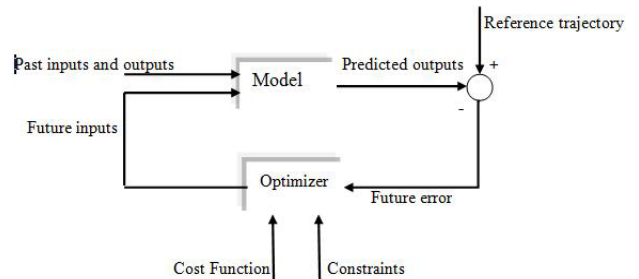 Reference trajectory
Past inputs and outputs
Predicted outputs
+
Model
-
Future inputs
Optimizer
Future error
Cost Function
Constraints